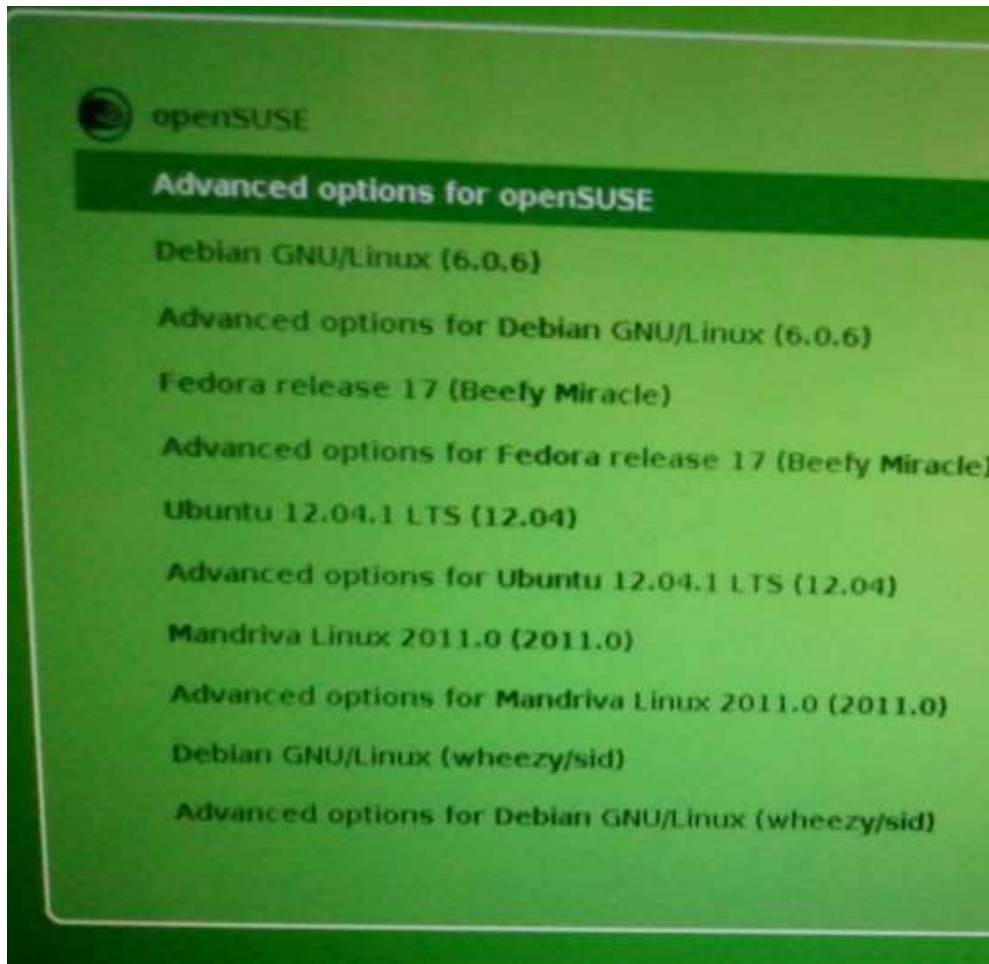 openSUSE
Advanced options for openSUSE
Debian GNU/Linux (6.0.6)
Advanced options for Debian GNU/Linux (6.0.6)
Fedora release 17 (Beefy Miracle)
Advanced options for Fedora release 17 (Beefy Miracle)
Ubuntu 12.04.1 LTS (12.04)
Advanced options for Ubuntu 12.04.1 LTS (12.04)
Mandriva Linux 2011.0 (2011.0)
Advanced options for Mandriva Linux 2011.0 (2011.0)
Debian GNU/Linux (wheezy/sid)
Advanced options for Debian GNU/Linux (wheezy/sid)